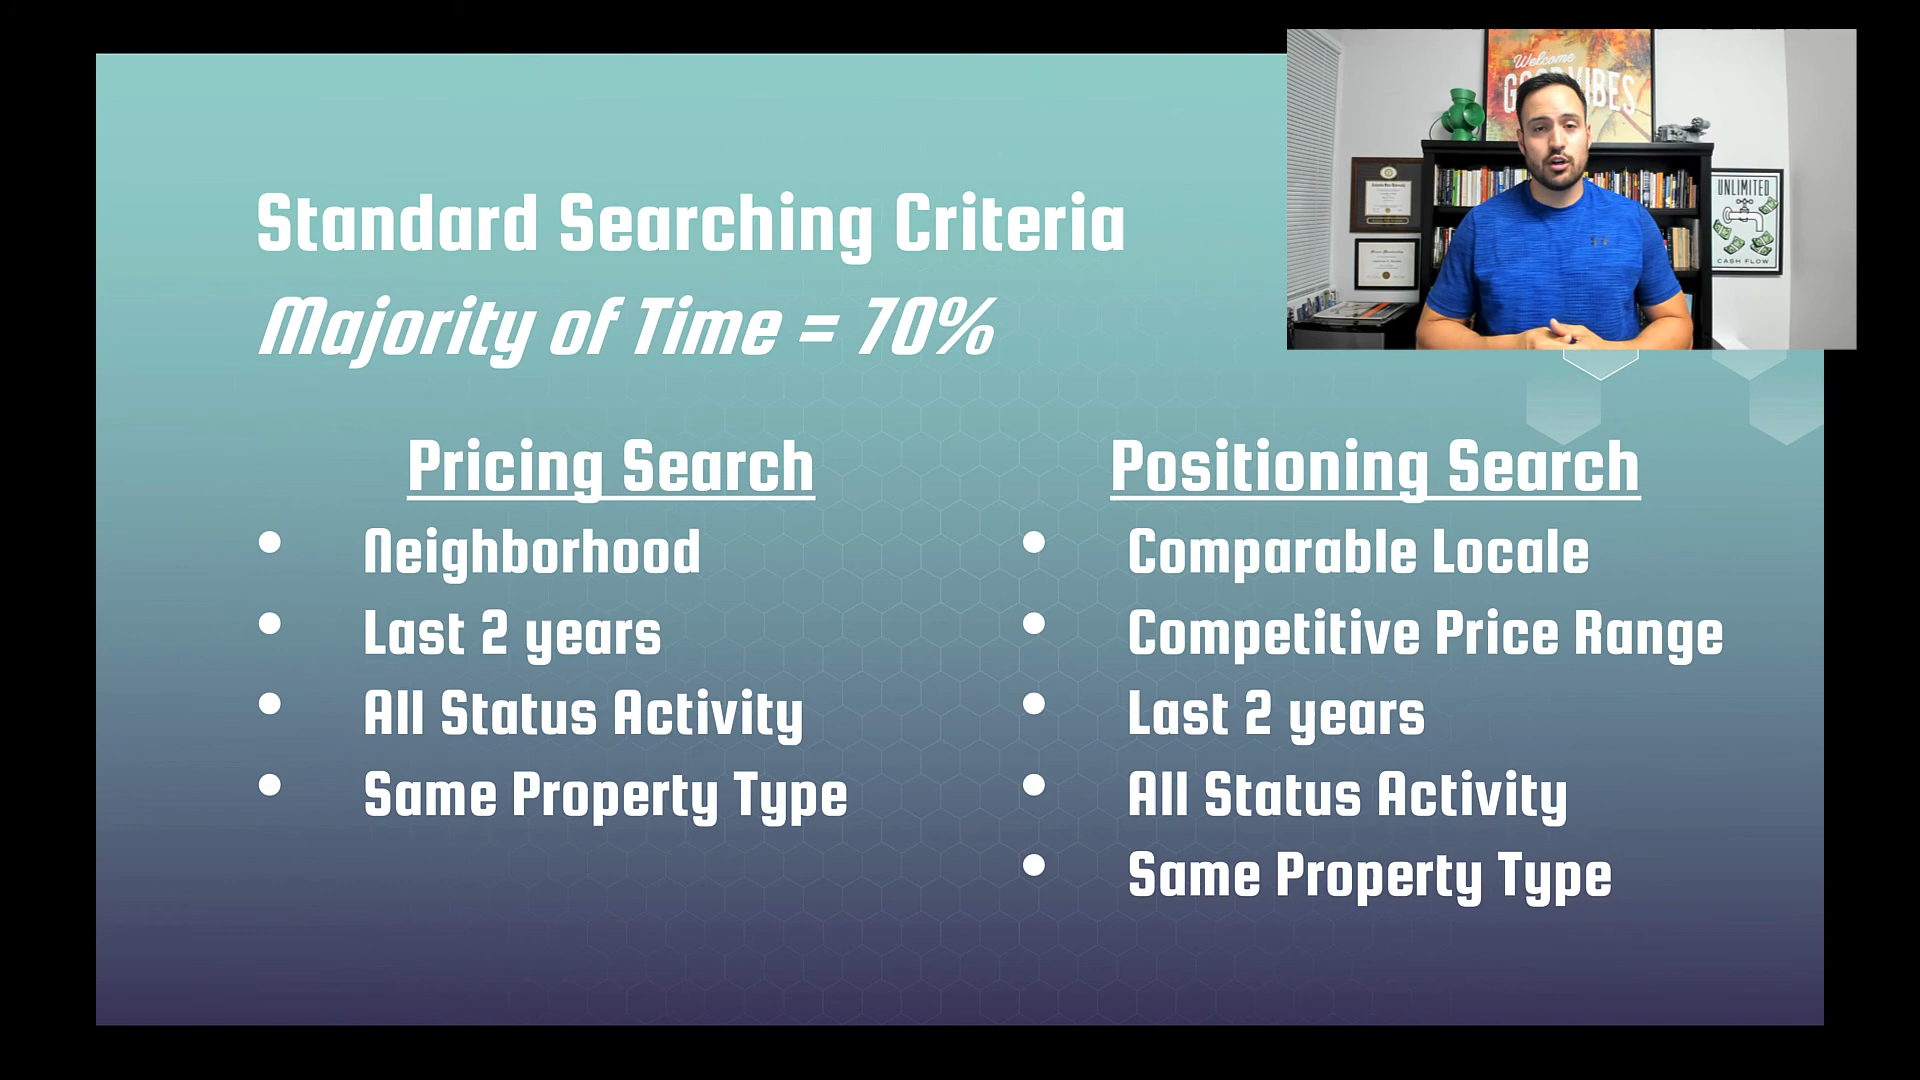 Standard Searching Criteria
Majority of Time = 70%
Pricing Search
Neighborhood
Last 2 years
All Status Activity
Same Property Type
Positioning Search
Comparable Locale
Competitive Price Range
Last 2 years
All Status Activity
Same Property Type
Welcome
UNLIMITED
CASH FLOW